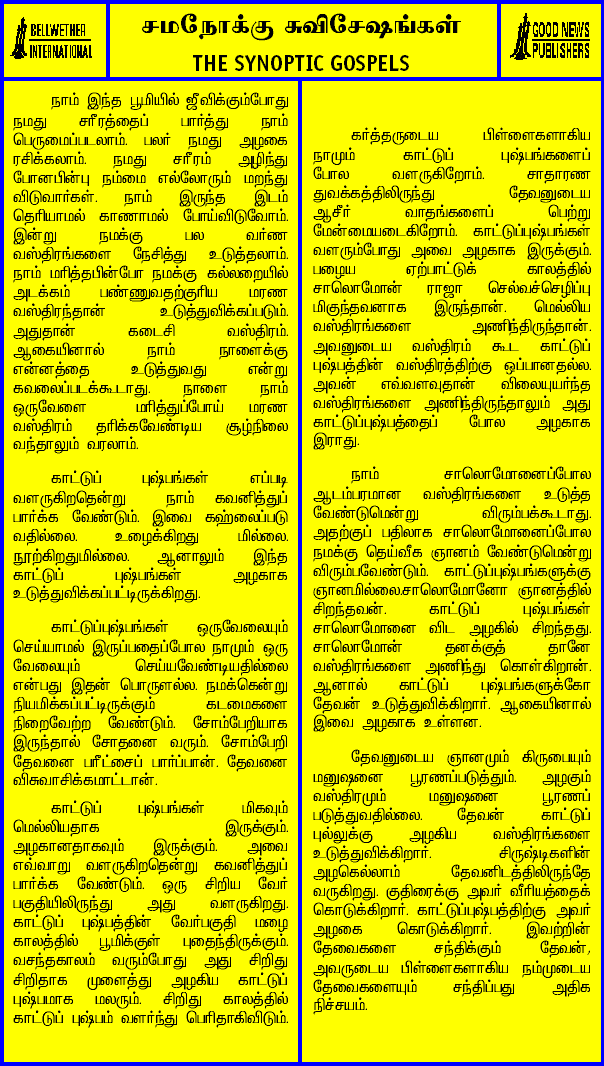 BELLWETHER
INTERNATIONAL
சமநோக்கு சுவிசேஷங்கள்
THE SYNOPTIC GOSPELS
GOOD NEWS
PUBLISHERS
நாம் இந்த பூமியில் ஜீவிக்கும்போது
நமது சரீரத்தைப் பார்த்து நாம்
பெருமைப்படலாம். பலர் நமது அழகை
ரசிக்கலாம். நமது சரீரம் அழிந்து
போனபின்பு நம்மை எல்லோரும் மறந்து
விடுவார்கள். நாம் இருந்த இடம்
தெரியாமல் காணாமல் போய்விடுவோம்.
இன்று நமக்கு பல வர்ண
வஸ்திரங்களை நேசித்து உடுத்தலாம்.
நாம் மரித்தபின்போ நமக்கு கல்லறையில்
அடக்கம் பண்ணுவதற்குரிய மரண
வஸ்திரந்தான் உடுத்துவிக்கப்படும்.
அதுதான் கடைசி வஸ்திரம்.
ஆகையினால் நாம் நாளைக்கு
என்னத்தை உடுத்துவது என்று
கவலைப்படக்கூடாது. நாளை நாம்
ஒருவேளை மரித்துப்போய் மரண
வஸ்திரம் தரிக்கவேண்டிய சூழ்நிலை
வந்தாலும் வரலாம்.
காட்டுப் புஷ்பங்கள் எப்படி
வளருகிறதென்று நாம் கவனித்துப்
பார்க்க வேண்டும். இவை கஹ்லைப்படு
வதில்லை. உழைக்கிறது மில்லை.
நூற்கிறதுமில்லை. ஆனாலும் இந்த
காட்டுப் புஷ்பங்கள் அழகாக
உடுத்துவிக்கப்பட்டிருக்கிறது.
காட்டுப்புஷ்பங்கள் ஒருவேலையும்
செய்யாமல் இருப்பதைப்போல நாமும் ஒரு
வேலையும் செய்யவேண்டியதில்லை
என்பது இதன் பொருளல்ல. நமக்கென்று
நியமிக்கப்பட்டிருக்கும் கடமைகளை
நிறைவேற்ற வேண்டும். சோம்பேறியாக
இருந்தால் சோதனை வரும். சோம்பேறி
தேவனை பரீட்சைப் பார்ப்பான். தேவனை
விசுவாசிக்கமாட்டான்.
காட்டுப் புஷ்பங்கள் மிகவும்
மெல்லியதாக இருக்கும்.
அழகானதாகவும் இருக்கும். அவை
எவ்வாறு வளருகிறதென்று கவனித்துப்
பார்க்க வேண்டும். ஒரு சிறிய வேர்
பகுதியிலிருந்து அது வளருகிறது.
காட்டுப் புஷ்பத்தின் வேர்பகுதி மழை
காலத்தில் பூமிக்குள் புதைந்திருக்கும்.
வசந்தகாலம் வரும்போது அது சிறிது
சிறிதாக முளைத்து அழகிய காட்டுப்
புஷ்பமாக மலரும். சிறிது காலத்தில்
காட்டுப் புஷ்பம் வளர்ந்து பெரிதாகிவிடும்.
கர்த்தருடைய பிள்ளைகளாகிய
நாமும் காட்டுப் புஷ்பங்களைப்
போல வளருகிறோம். சாதாரண
துவக்கத்திலிருந்து தேவனுடைய
ஆசீர் வாதங்களைப் பெற்று
மேன்மையடைகிறோம். காட்டுப்புஷ்பங்கள்
வளரும்போது அவை அழகாக இருக்கும்.
பழைய ஏற்பாட்டுக் காலத்தில்
சாலொமோன் ராஜா செல்வச்செழிப்பு
மிகுந்தவனாக இருந்தான். மெல்லிய
வஸ்திரங்களை அணிந்திருந்தான்.
அவனுடைய வஸ்திரம் கூட காட்டுப்
புஷ்பத்தின் வஸ்திரத்திற்கு ஒப்பானதல்ல.
அவன் எவ்வளவுதான் விலையுயர்ந்த
வஸ்திரங்களை அணிந்திருந்தாலும் அது
காட்டுப்புஷ்பத்தைப் போல அழகாக
இராது.
நாம் சாலொமோனைப்போல
ஆடம்பரமான வஸ்திரங்களை உடுத்த
வேண்டுமென்று விரும்பக்கூடாது.
அதற்குப் பதிலாக சாலொமோனைப்போல
நமக்கு தெய்வீக ஞானம் வேண்டுமென்று
விரும்பவேண்டும். காட்டுப்புஷ்பங்களுக்கு
ஞானமில்லை.சாலொமோனோ ஞானத்தில்
சிறந்தவன். காட்டுப் புஷ்பங்கள்
சாலொமோனை விட அழகில் சிறந்தது.
சாலொமோன் தனக்குத் தானே
வஸ்திரங்களை அணிந்து கொள்கிறான்.
ஆனால் காட்டுப் புஷ்பங்களுக்கோ
தேவன் உடுத்துவிக்கிறார். ஆகையினால்
இவை அழகாக உள்ளன.
தேவனுடைய ஞானமும் கிருபையும்
மனுஷனை பூரணப்படுத்தும். அழகும்
வஸ்திரமும் மனுஷனை பூரணப்
படுத்துவதில்லை. தேவன் காட்டுப்
புல்லுக்கு அழகிய வஸ்திரங்களை
உடுத்துவிக்கிறார். சிருஷ்டிகளின்
அழகெல்லாம் தேவனிடத்திலிருந்தே
வருகிறது. குதிரைக்கு அவர் வீரியத்தைக்
கொடுக்கிறார். காட்டுப்புஷ்பத்திற்கு அவர்
அழகை கொடுக்கிறார். இவற்றின்
தேவைகளை சந்திக்கும் தேவன்,
அவருடைய பிள்ளைகளாகிய நம்முடைய
தேவைகளையும் சந்திப்பது அதிக
நிச்சயம்.